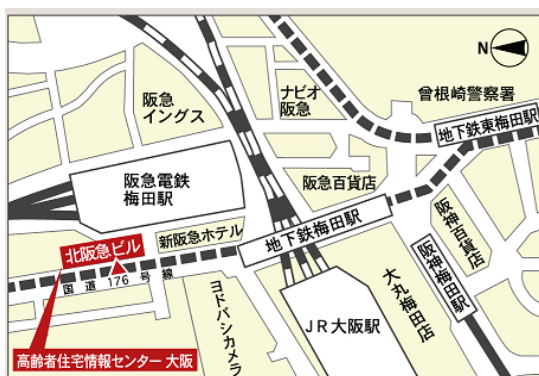 N
阪急
イングス
ナビオ
阪急
曾根崎警察署
地下鉄東梅田駅
阪急電鉄
梅田駅
阪急百貨店
北阪急ビル
新阪急ホテル
地下鉄梅田駅
阪神百貨店
阪神梅田駅
国道176号線
ヨドバシカメラ
JR大阪駅
大丸梅田店
高齢者住宅情報センター 大阪